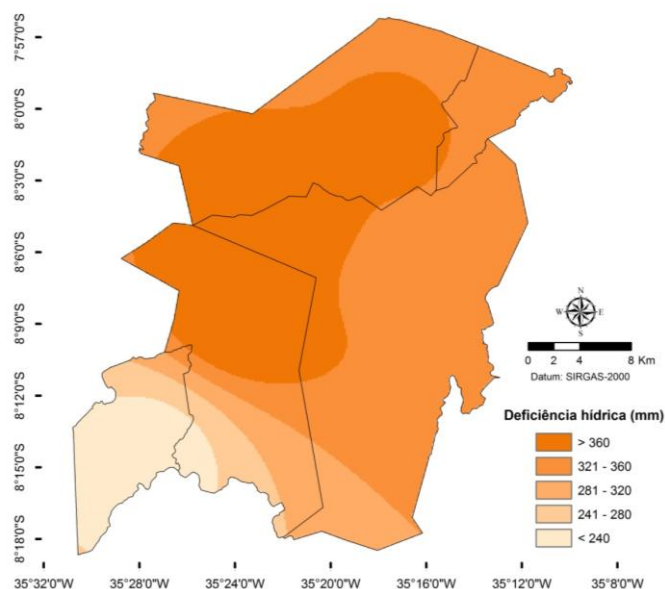 7°57'0"S
8°0'0"S
8°3'0"S
8°6'0"S
8°9'0"S
8°12'0"S
8°15'0"S
8°18'0"S
N
W E
S
0 2 4 8 Km
Datum: SIRGAS-2000
Deficiência hídrica (mm)
> 360
321 - 360
281 - 320
241 - 280
< 240
35°32'0"W 35°28'0"W 35°24'0"W 35°20'0"W 35°16'0"W 35°12'0"W 35°8'0"W